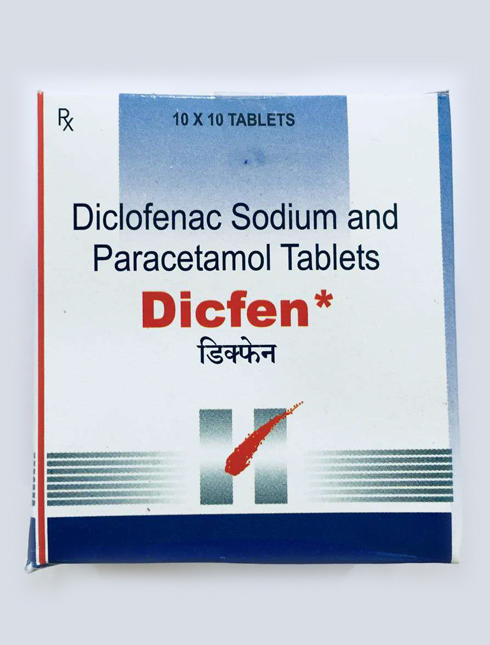 Rx
10 X 10 TABLETS
Diclofenac Sodium and
Paracetamol Tablets
Dicfen*
डिक्फेन